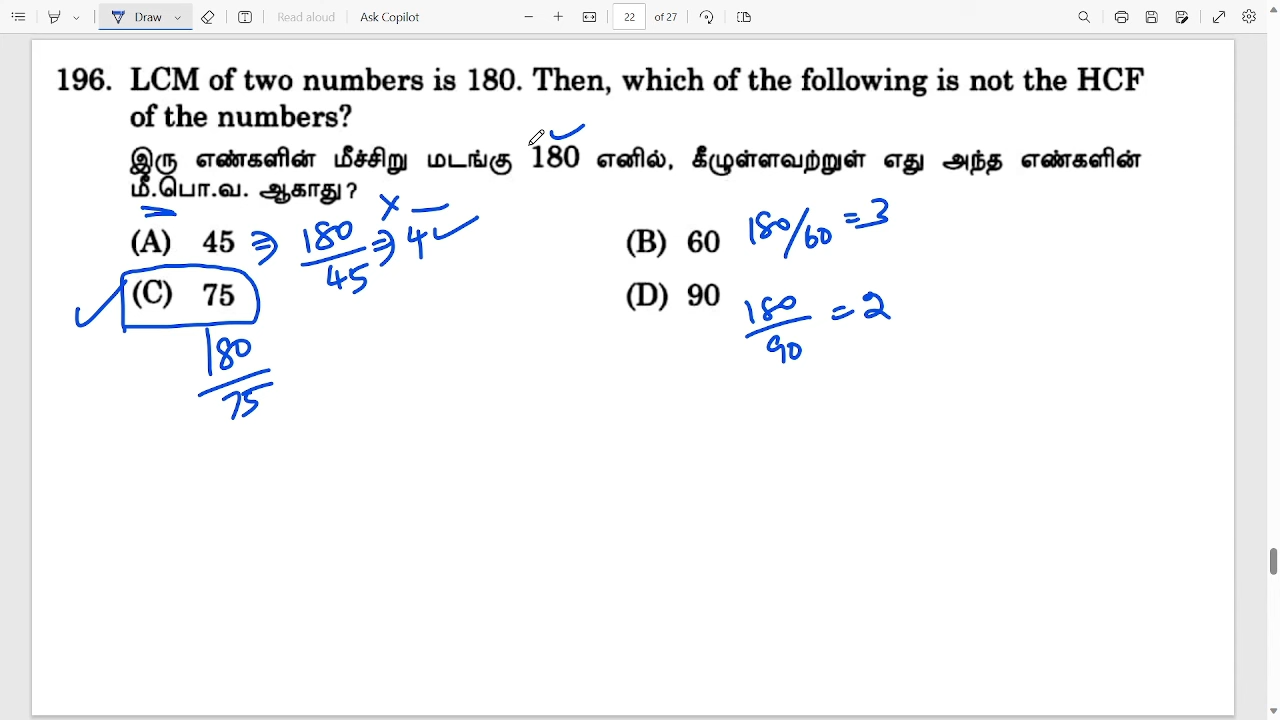 Draw
Read aloud
Ask Copilot
22
of 27
196. LCM of two numbers is 180. Then, which of the following is not the HCF
of the numbers?
இரு எண்களின் மீச்சிறு மடங்கு 180 எனில், கீழுள்ளவற்றுள் எது அந்த எண்களின்
மீ.பொ.வ. ஆகாது?
(A) 45 ⇒ 180/45 ⇒ 4 ✓
(B) 60 180/60 = 3
(C) 75
(D) 90 180/90 = 2
180/75